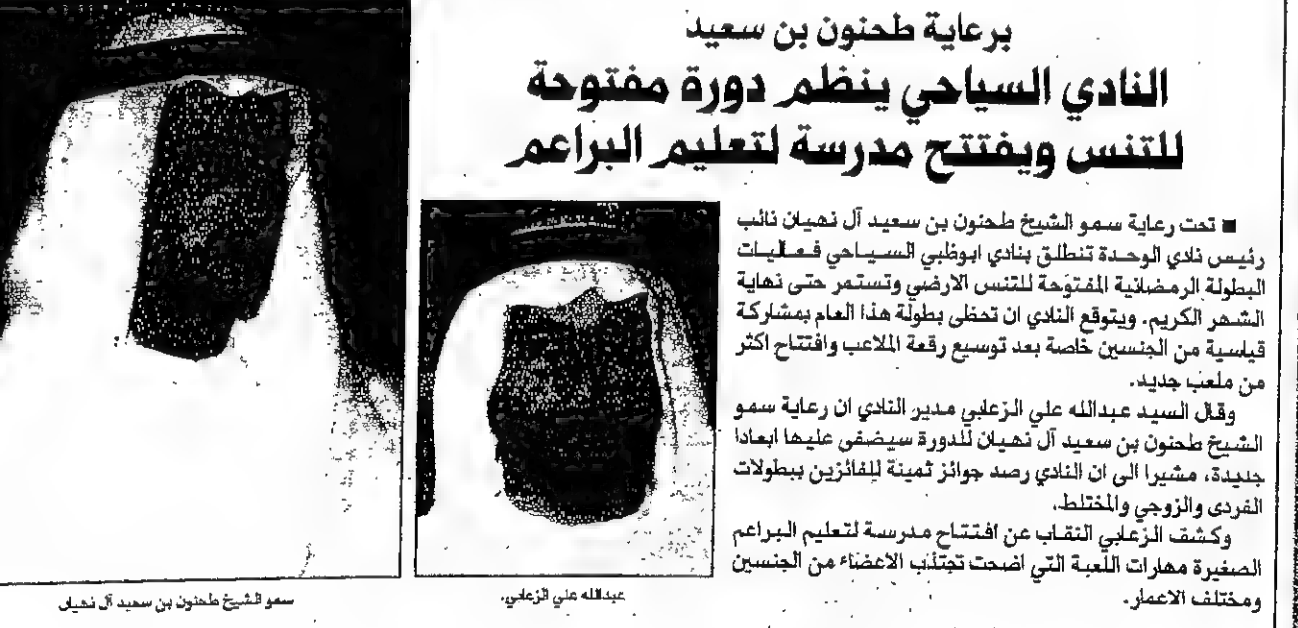 برعاية طحنون بن سعيد
النادي السياحي ينظم دورة مفتوحة
للتنس ويفتتح مدرسة لتعليم البراعم
■ تحت رعاية سمو الشيخ طحنون بن سعيد آل نهيان نائب
رئيس نادي الوحدة تنطلق بنادي ابوظبي السياحي فعاليات
البطولة الرمضانية المفتوحة للتنس الارضي وتستمر حتى نهاية
الشهر الكريم. ويتوقع النادي ان تحظى بطولة هذا العام بمشاركة
قياسية من الجنسين خاصة بعد توسيع رقعة الملاعب وافتتاح اكثر
من ملعب جديد.
وقال السيد عبدالله علي الزعابي مدير النادي ان رعاية سمو
الشيخ طحنون بن سعيد آل نهيان للدورة سيضفى عليها ابعادا
جديدة، مشيرا الى ان النادي رصد جوائز ثمينة للفائزين ببطولات
الفردى والزوجي والمختلط.
وكشف الزعابي النقاب عن افتتاح مدرسة لتعليم البراعم
الصغيرة مهارات اللعبة التي اضحت تجتذب الاعضاء من الجنسين
ومختلف الاعمار.
عبدالله علي الزعابي.
سمو الشيخ طحنون بن سعيد آل نهيان